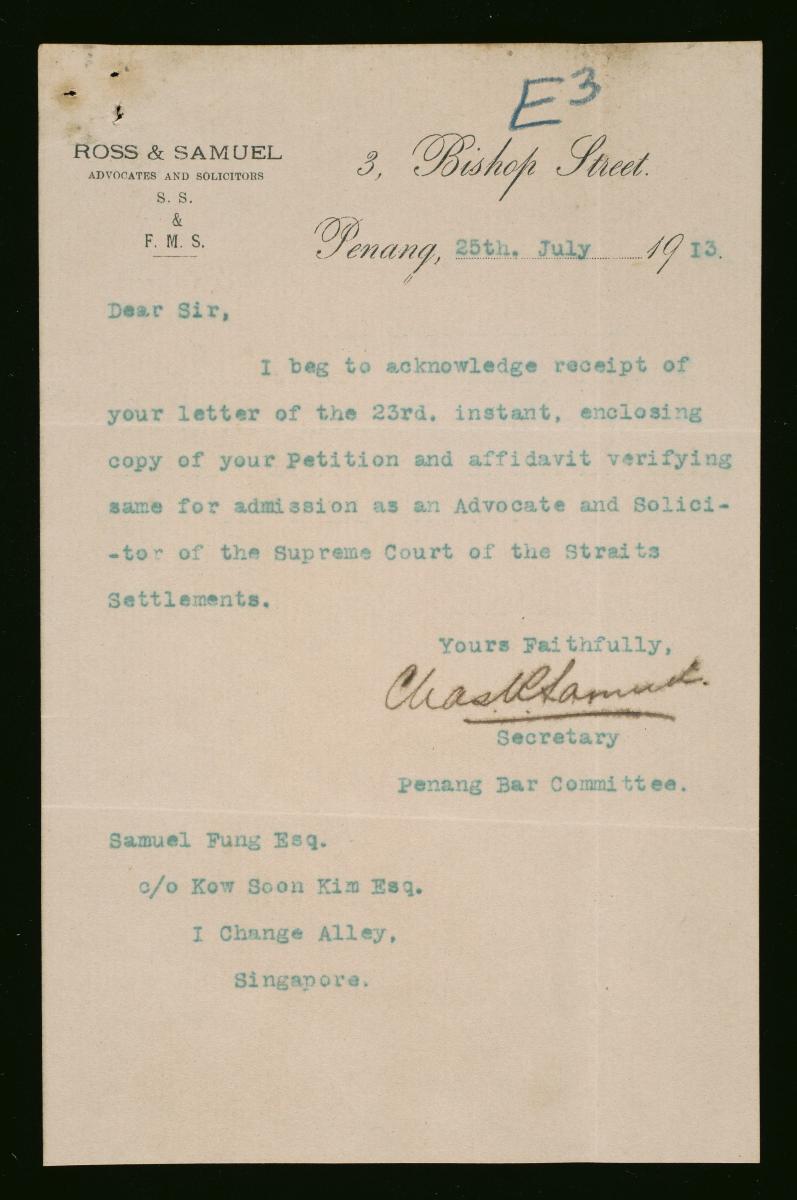 E3
ROSS & SAMUEL
ADVOCATES AND SOLICITORS
S. S.
&
F. M. S.
3, Bishop Street.
Penang, 25th. July 1913.
Dear Sir,
I beg to acknowledge receipt of
your letter of the 23rd. instant, enclosing
copy of your Petition and affidavit verifying
same for admission as an Advocate and Solici-
-tor of the Supreme Court of the Straits
Settlements.
Yours Faithfully,
Chas Samuel.
Secretary
Penang Bar Committee.
Samuel Fung Esq.
c/o Kow Soon Kim Esq.
I Change Alley,
Singapore.